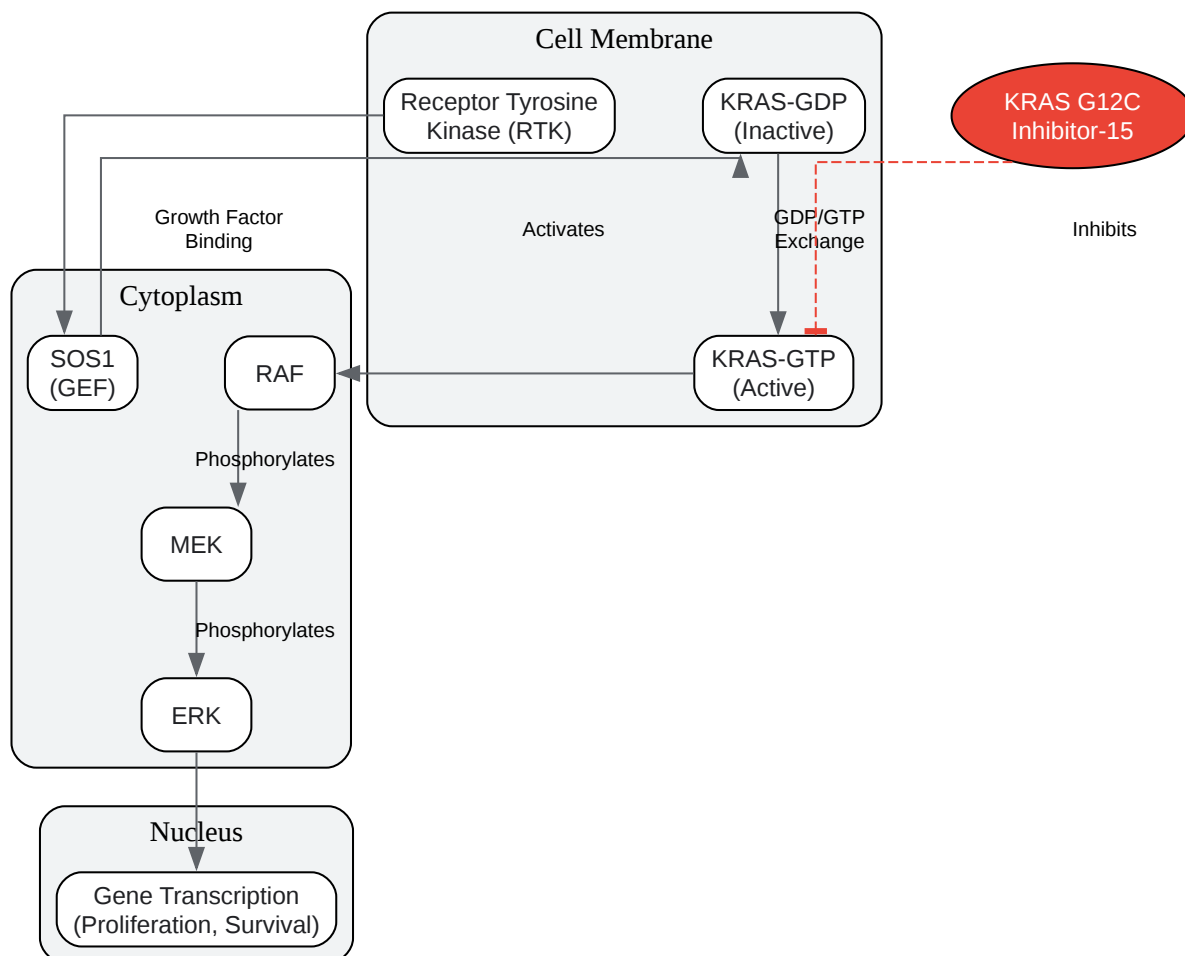 Cell Membrane
Receptor Tyrosine
Kinase (RTK)
KRAS-GDP
(Inactive)
KRAS G12C
Inhibitor-15
Growth Factor
Binding
Activates
GDP/GTP
Exchange
Inhibits
Cytoplasm
SOS1
(GEF)
RAF
KRAS-GTP
(Active)
Phosphorylates
MEK
Phosphorylates
ERK
Nucleus
Gene Transcription
(Proliferation, Survival)